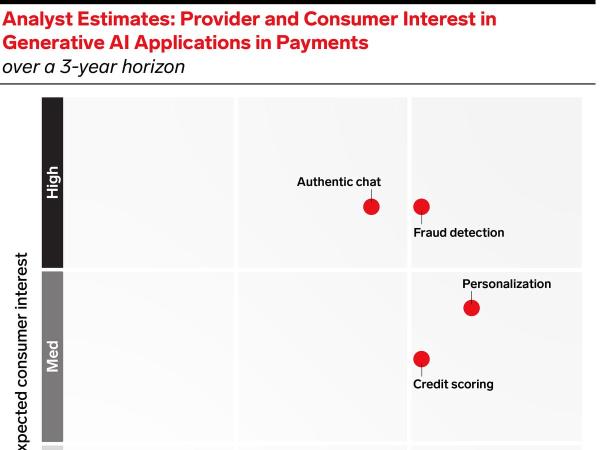 Analyst Estimates: Provider and Consumer Interest in
Generative AI Applications in Payments
over a 3-year horizon
High
Authentic chat
Fraud detection
Personalization
Med
Credit scoring
xpected consumer interest